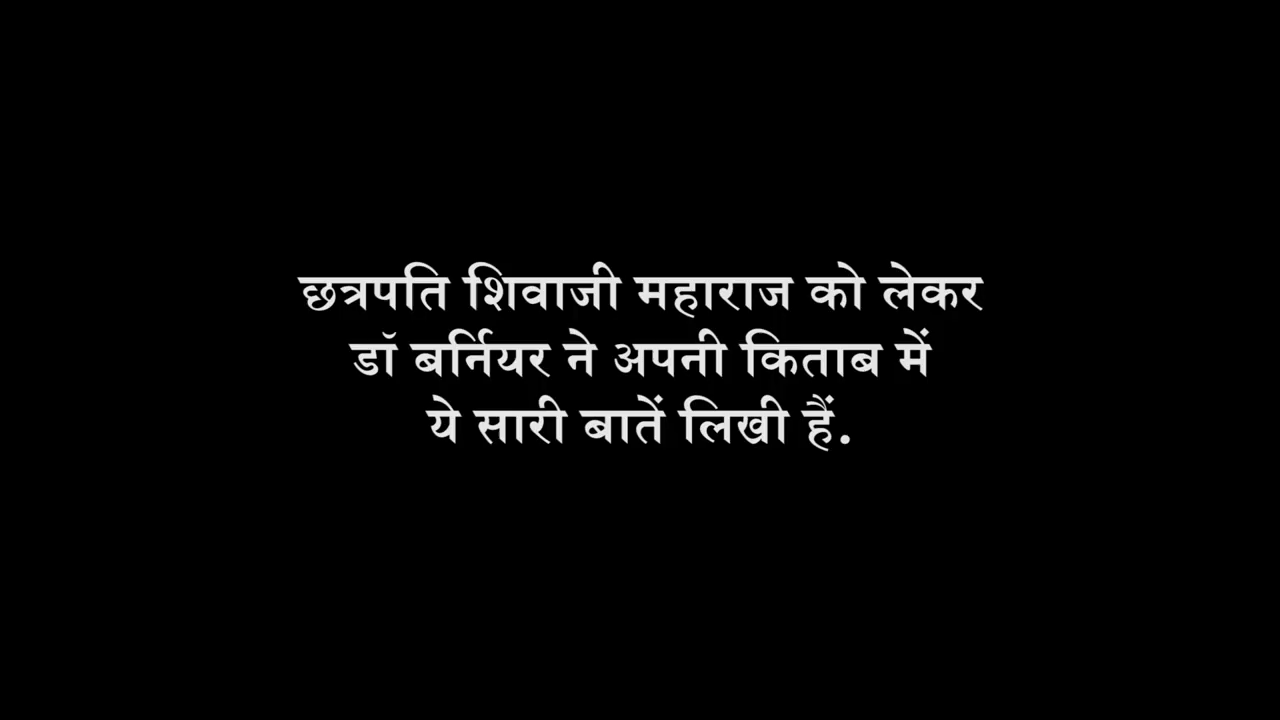 छत्रपति शिवाजी महाराज को लेकर
डॉ बर्नियर ने अपनी किताब में
ये सारी बातें लिखी हैं.